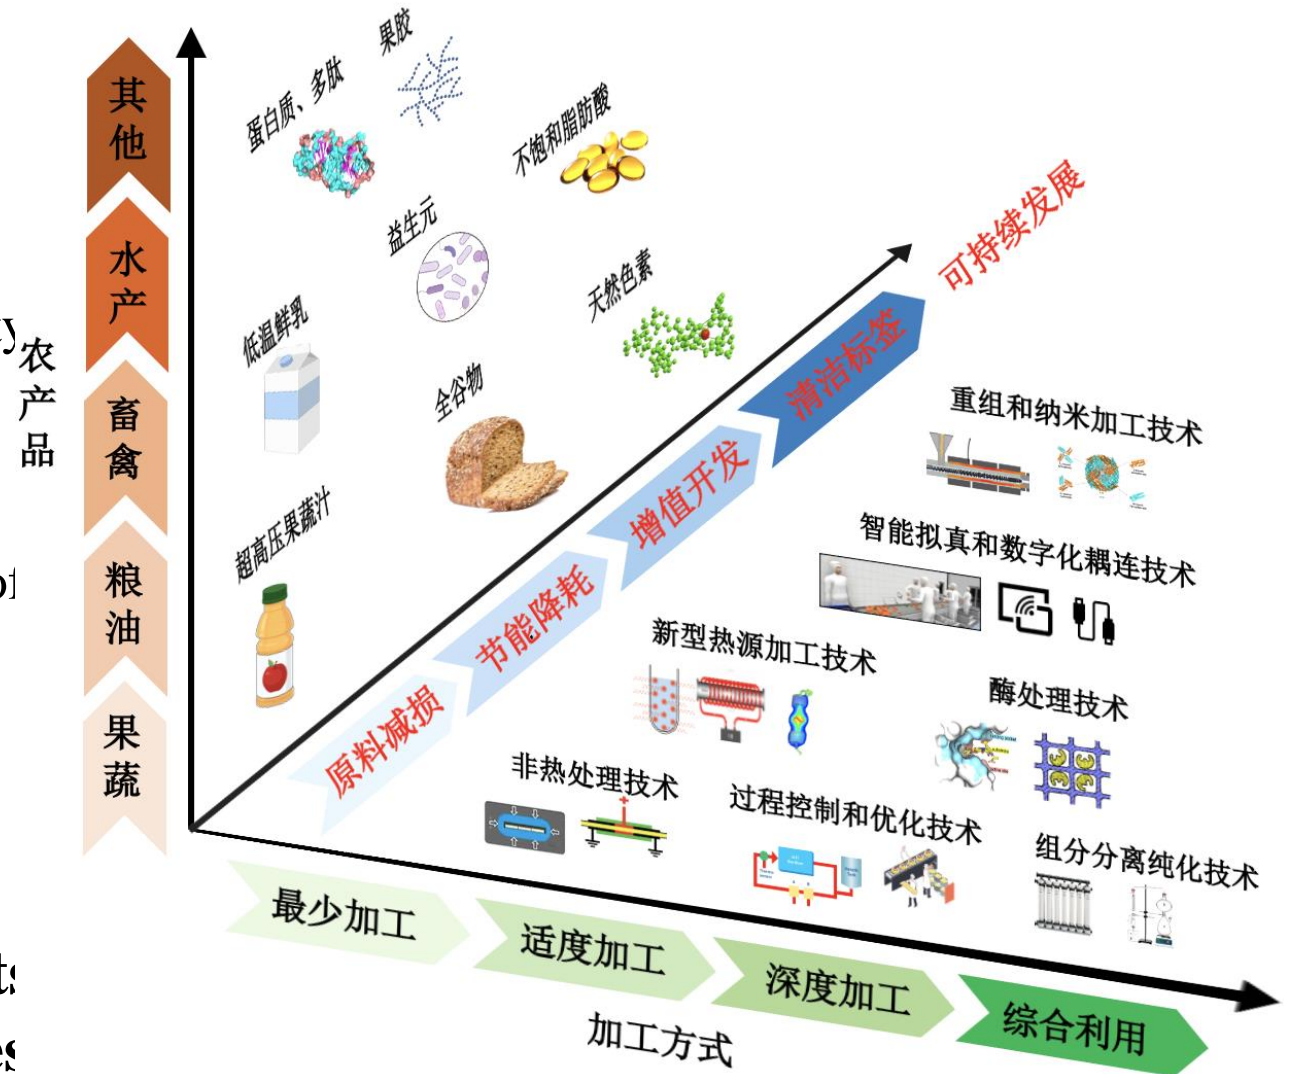 其他
水产
畜禽
粮油
果蔬
农产品
果胶
蛋白质、多肽
不饱和脂肪酸
益生元
天然色素
低温鲜乳
全谷物
超高压果蔬汁
可持续发展
清洁标签
增值开发
节能降耗
原料减损
重组和纳米加工技术
智能拟真和数字化耦连技术
新型热源加工技术
酶处理技术
非热处理技术
过程控制和优化技术
组分分离纯化技术
最少加工
适度加工
深度加工
综合利用
加工方式